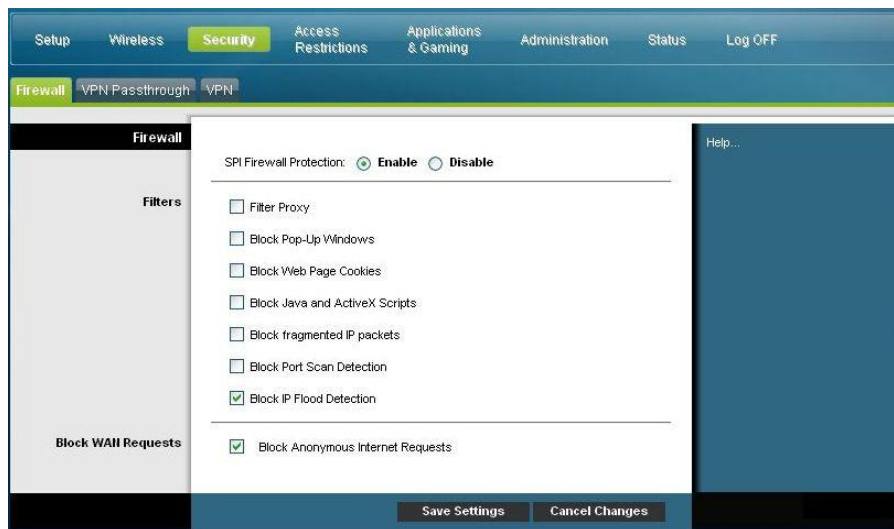 Setup Wireless Security Access Restrictions Applications & Gaming Administration Status Log OFF
Firewall VPN Passthrough VPN
Firewall
Help...
SPI Firewall Protection: Enable Disable
Filters
Filter Proxy
Block Pop-Up Windows
Block Web Page Cookies
Block Java and ActiveX Scripts
Block fragmented IP packets
Block Port Scan Detection
Block IP Flood Detection
Block WAN Requests
Block Anonymous Internet Requests
Save Settings Cancel Changes